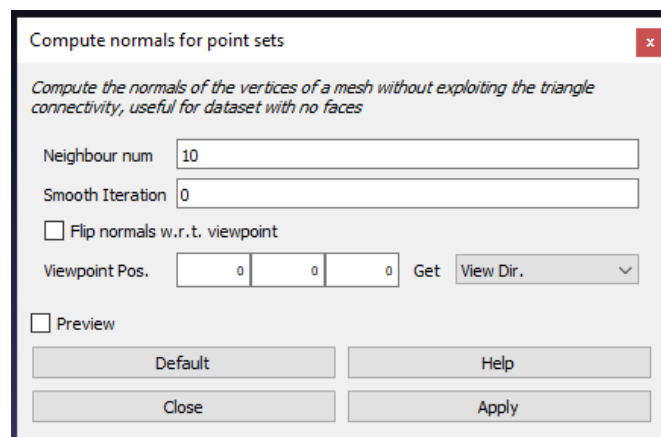 Compute normals for point sets
x
Compute the normals of the vertices of a mesh without exploiting the triangle
connectivity, useful for dataset with no faces
Neighbour num 10
Smooth Iteration 0
Flip normals w.r.t. viewpoint
Viewpoint Pos. 0 0 0 Get View Dir.
Preview
Default Help
Close Apply